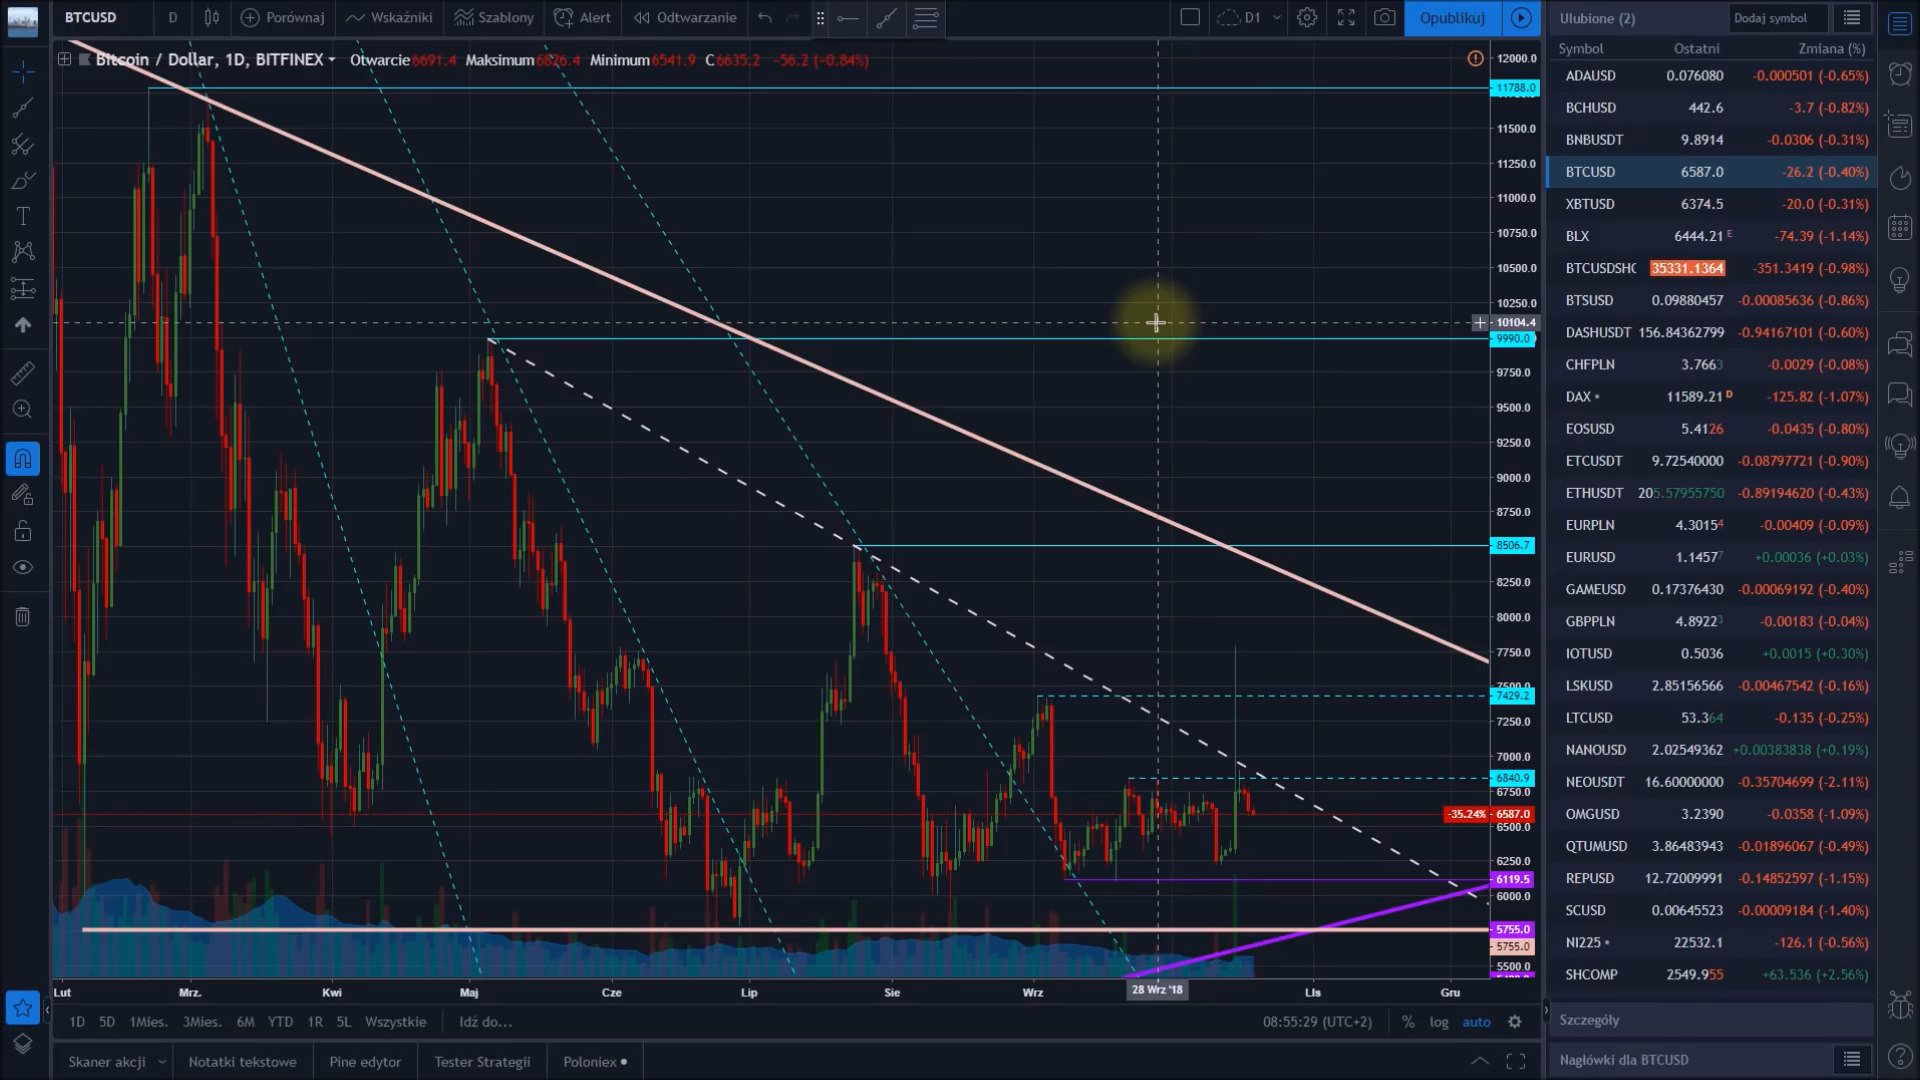 BTCUSD D Porównaj Wskaźniki Szablony Alert Odtwarzanie D1 Opublikuj
Bitcoin / Dollar, 1D, BITFINEX Otwarcie 6691.4 Maksimum 6826.4 Minimum 6541.9 C 6635.2 -56.2 (-0.84%)
12000.0
11788.0
11500.0
11250.0
11000.0
10750.0
10500.0
10250.0
10104.4
9990.0
9750.0
9500.0
9250.0
9000.0
8750.0
8506.7
8250.0
8000.0
7750.0
7500.0
7429.2
7250.0
7000.0
6840.9
6750.0
-35.24% 6587.0
6500.0
6250.0
6119.5
6000.0
5755.0
5755.0
5500.0
Lut Mrz. Kwi Maj Cze Lip Sie Wrz 28 Wrz '18 LIs Gru
1D 5D 1Mies. 3Mies. 6M YTD 1R 5L Wszystkie Idź do... 08:55:29 (UTC+2) % log auto
Skaner akcji Notatki tekstowe Pine edytor Tester Strategii Poloniex
Ulubione (2) Dodaj symbol
Symbol Ostatni Zmiana (%)
ADAUSD 0.076080 -0.000501 (-0.65%)
BCHUSD 442.6 -3.7 (-0.82%)
BNBUSDT 9.8914 -0.0306 (-0.31%)
BTCUSD 6587.0 -26.2 (-0.40%)
XBTUSD 6374.5 -20.0 (-0.31%)
BLX 6444.21 E -74.39 (-1.14%)
BTCUSDSHC 35331.1364 -351.3419 (-0.98%)
BTSUSD 0.09880457 -0.00085636 (-0.86%)
DASHUSDT 156.84362799 -0.94167101 (-0.60%)
CHFPLN 3.7663 -0.0029 (-0.08%)
DAX 11589.21 D -125.82 (-1.07%)
EOSUSD 5.4126 -0.0435 (-0.80%)
ETCUSDT 9.72540000 -0.08797721 (-0.90%)
ETHUSDT 205.57955750 -0.89194620 (-0.43%)
EURPLN 4.30154 -0.00409 (-0.09%)
EURUSD 1.14577 +0.00036 (+0.03%)
GAMEUSD 0.17376430 -0.00069192 (-0.40%)
GBPPLN 4.89223 -0.00183 (-0.04%)
IOTUSD 0.5036 +0.0015 (+0.30%)
LSKUSD 2.85156566 -0.00467542 (-0.16%)
LTCUSD 53.364 -0.135 (-0.25%)
NANOUSD 2.02549362 +0.00383838 (+0.19%)
NEOUSDT 16.60000000 -0.35704699 (-2.11%)
OMGUSD 3.2390 -0.0358 (-1.09%)
QTUMUSD 3.86483943 -0.01896067 (-0.49%)
REPUSD 12.72009991 -0.14852597 (-1.15%)
SCUSD 0.00645523 -0.00009184 (-1.40%)
NI225 22532.1 -126.1 (-0.56%)
SHCOMP 2549.955 +63.536 (+2.56%)
Szczegóły
Nagłówki dla BTCUSD